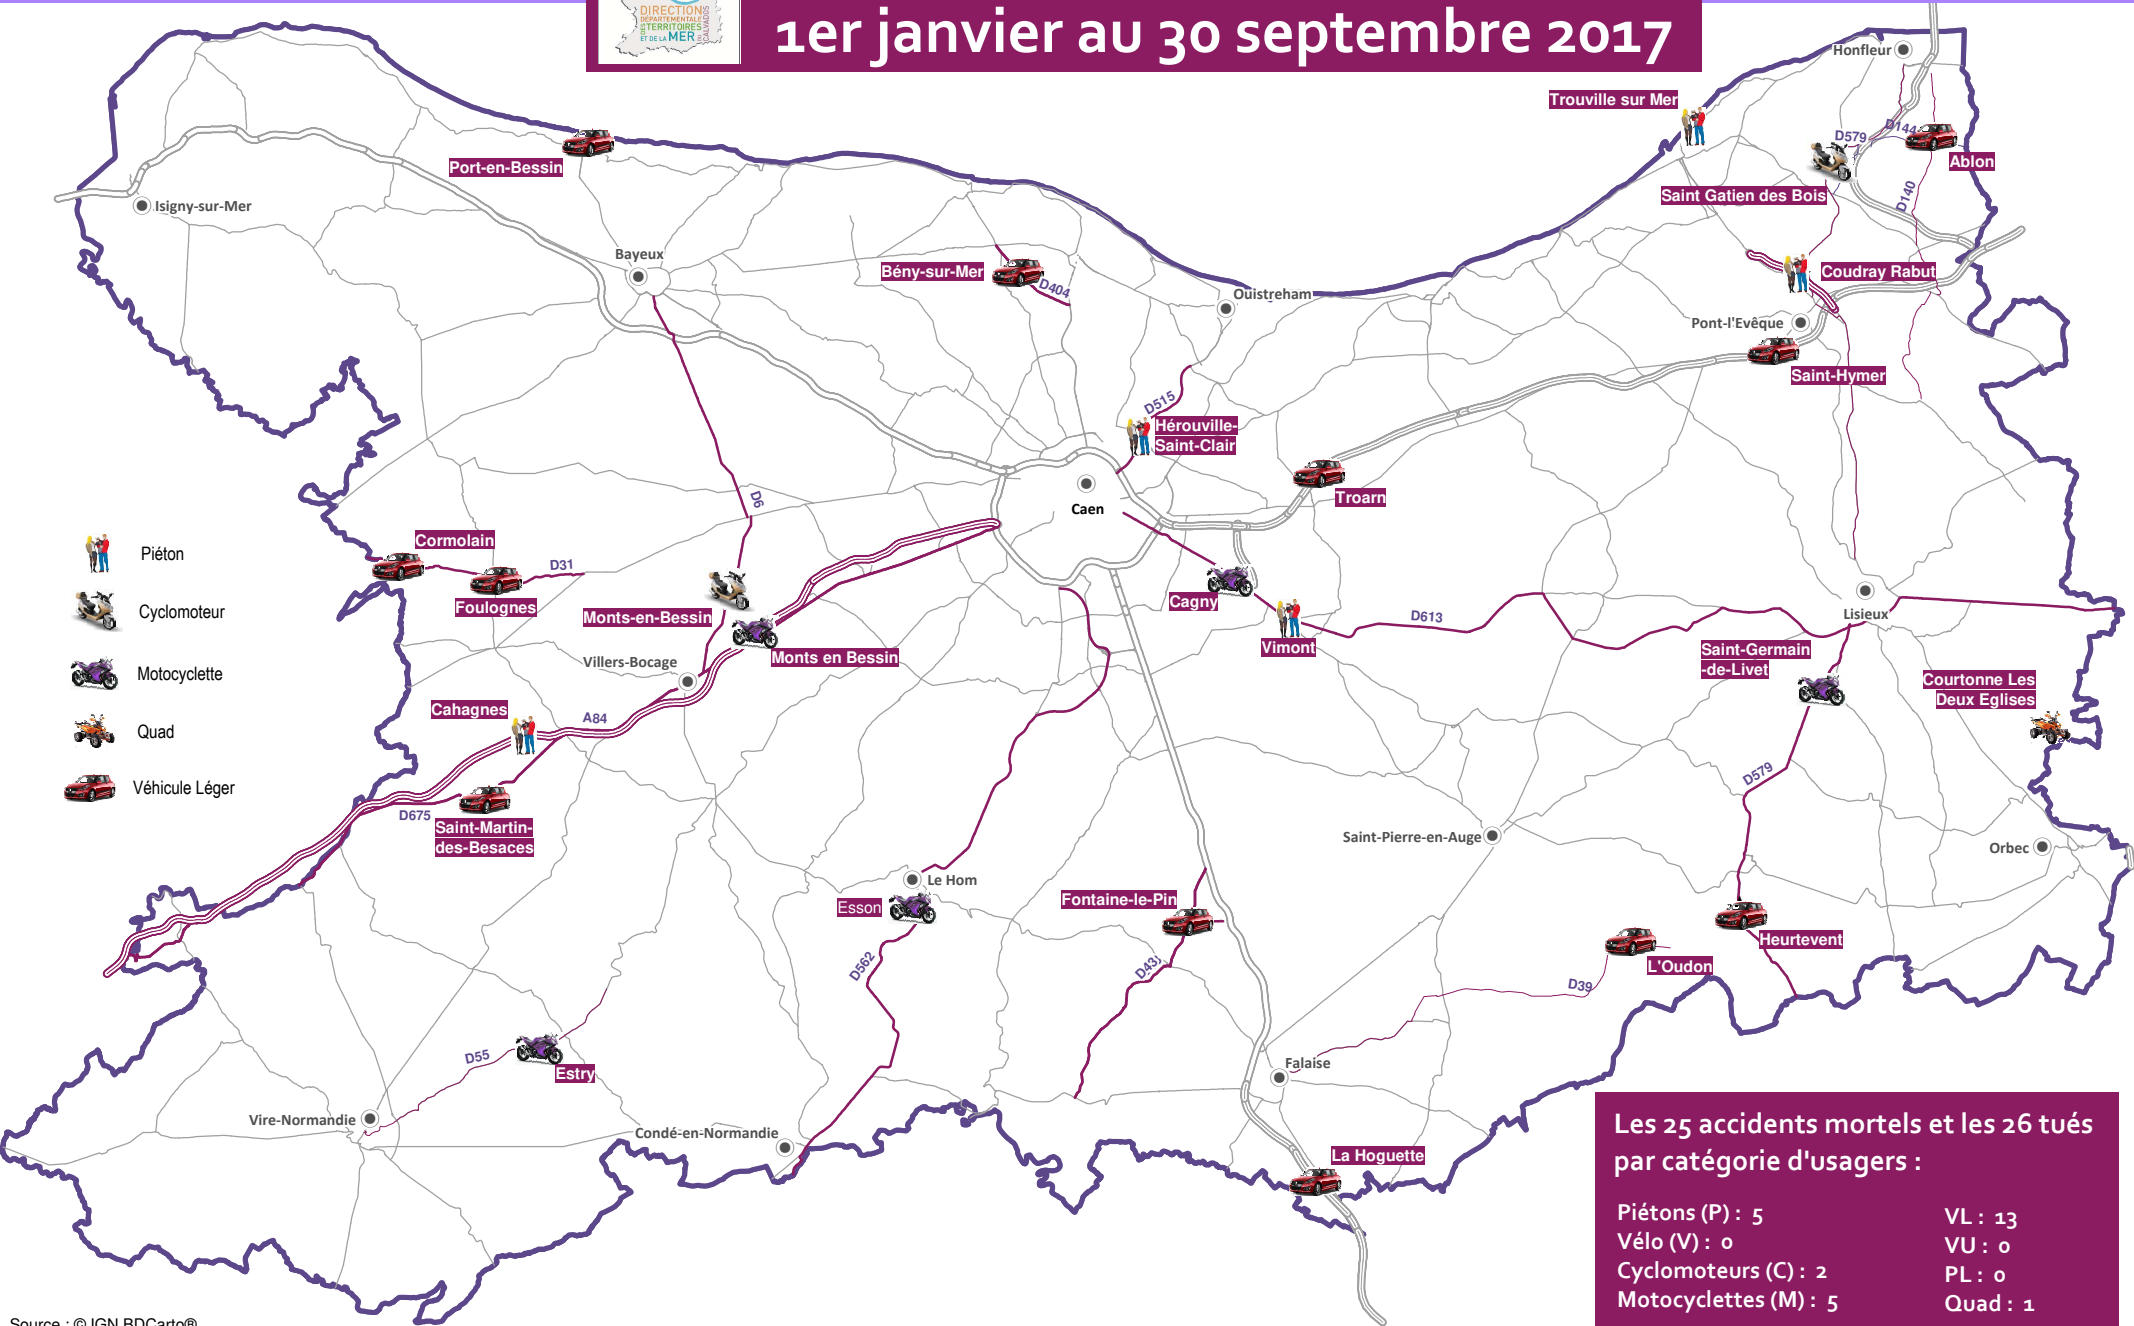 DIRECTION
DÉPARTEMENTALE
DES TERRITOIRES
ET DE LA MER
CALVADOS
1er janvier au 30 septembre 2017
Honfleur
Trouville sur Mer
D579
D144
Ablon
Port-en-Bessin
Isigny-sur-Mer
Saint Gatien des Bois
D140
Bayeux
Bény-sur-Mer
D404
Coudray Rabut
Ouistreham
Pont-l'Evêque
Saint-Hymer
D515
Hérouville-
Saint-Clair
D6
Troarn
Caen
Cormolain
D31
Foulognes
Piéton
Cyclomoteur
Motocyclette
Quad
Véhicule Léger
Monts-en-Bessin
Cagny
D613
Lisieux
Vimont
Monts en Bessin
Villers-Bocage
Saint-Germain
-de-Livet
Courtonne Les
Deux Eglises
Cahagnes
A84
D579
D675
Saint-Martin-
des-Besaces
Saint-Pierre-en-Auge
Orbec
Le Hom
Esson
Fontaine-le-Pin
Heurtevent
L'Oudon
D562
D43
D39
D55
Estry
Falaise
Vire-Normandie
Condé-en-Normandie
La Hoguette
Les 25 accidents mortels et les 26 tués
par catégorie d'usagers :
Piétons (P) : 5
Vélo (V) : 0
Cyclomoteurs (C) : 2
Motocyclettes (M) : 5
VL : 13
VU : 0
PL : 0
Quad : 1
Source : © IGN BDCarto®